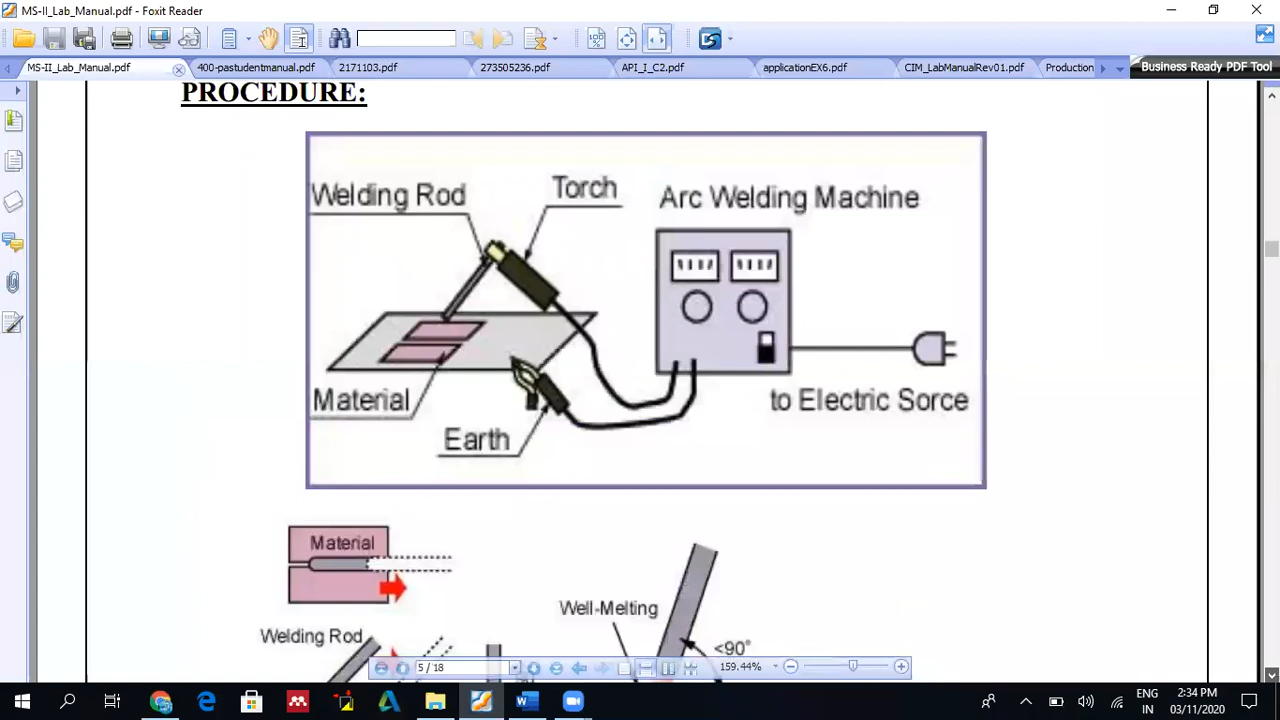 MS-II_Lab_Manual.pdf - Foxit Reader
MS-II_Lab_Manual.pdf 400-pastudentmanual.pdf 2171103.pdf 273505236.pdf API_I_C2.pdf applicationEX6.pdf CIM_LabManualRev01.pdf Production Business Ready PDF Tool
PROCEDURE:
Welding Rod Torch Arc Welding Machine
Material to Electric Sorce
Earth
Material
Well-Melting
Welding Rod
<90°
5 / 18 159.44%
ENG 2:34 PM
IN 03/11/2020